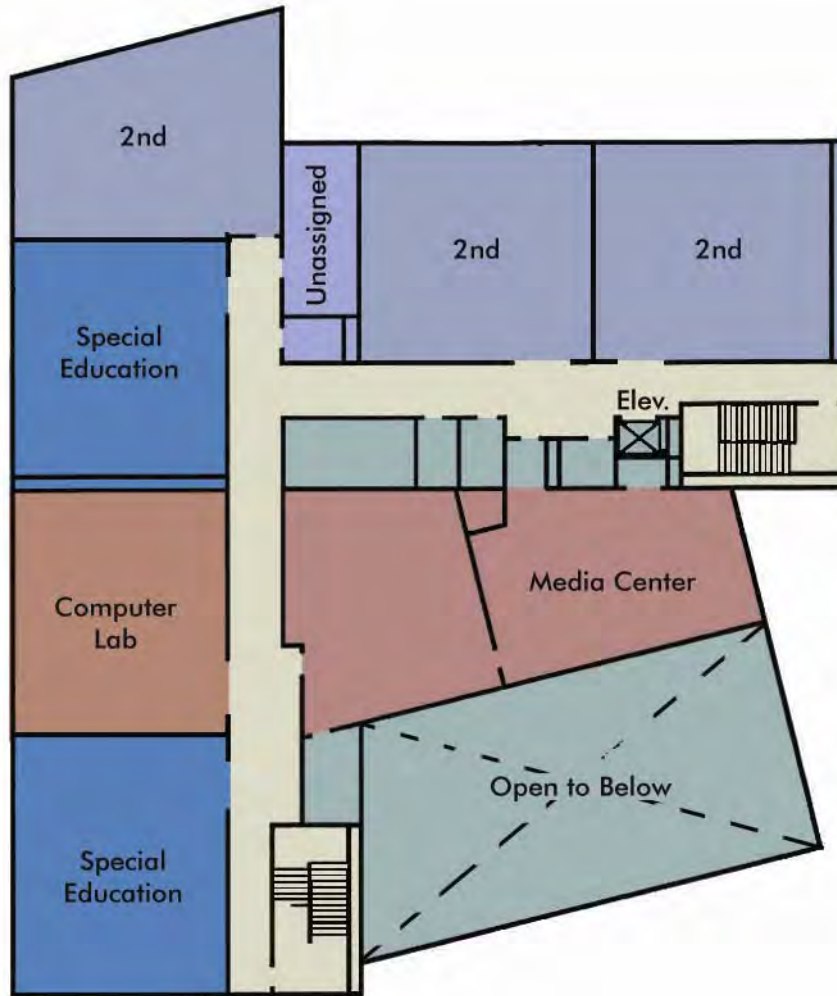 2nd
Unassigned
2nd
2nd
Special
Education
Elev.
Media Center
Computer
Lab
Open to Below
Special
Education